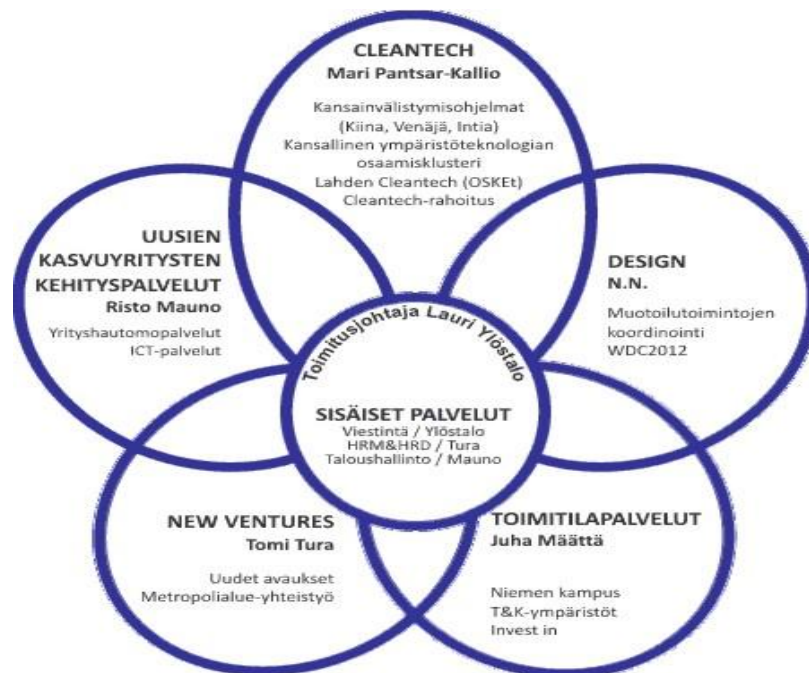 CLEANTECH
Mari Pantsar-Kallio
Kansainvälistymisohjelmat
(Kiina, Venäjä, Intia)
Kansallinen ympäristöteknologian
osaamisklusteri
Lahden Cleantech (OSKEt)
Cleantech-rahoitus
UUSIEN
KASVUYRITYSTEN
KEHITYSPALVELUT
Risto Mauno
Yrityshautomopalvelut
ICT-palvelut
DESIGN
N.N.
Muotoilutoimintojen
koordinointi
WDC2012
Toimitusjohtaja Lauri Ylöstalo
SISÄISET PALVELUT
Viestintä / Ylöstalo
HRM&HRD / Tura
Taloushallinto / Mauno
NEW VENTURES
Tomi Tura
Uudet avaukset
Metropolialue-yhteistyö
TOIMITILAPALVELUT
Juha Määttä
Niemen kampus
T&K-ympäristöt
Invest in